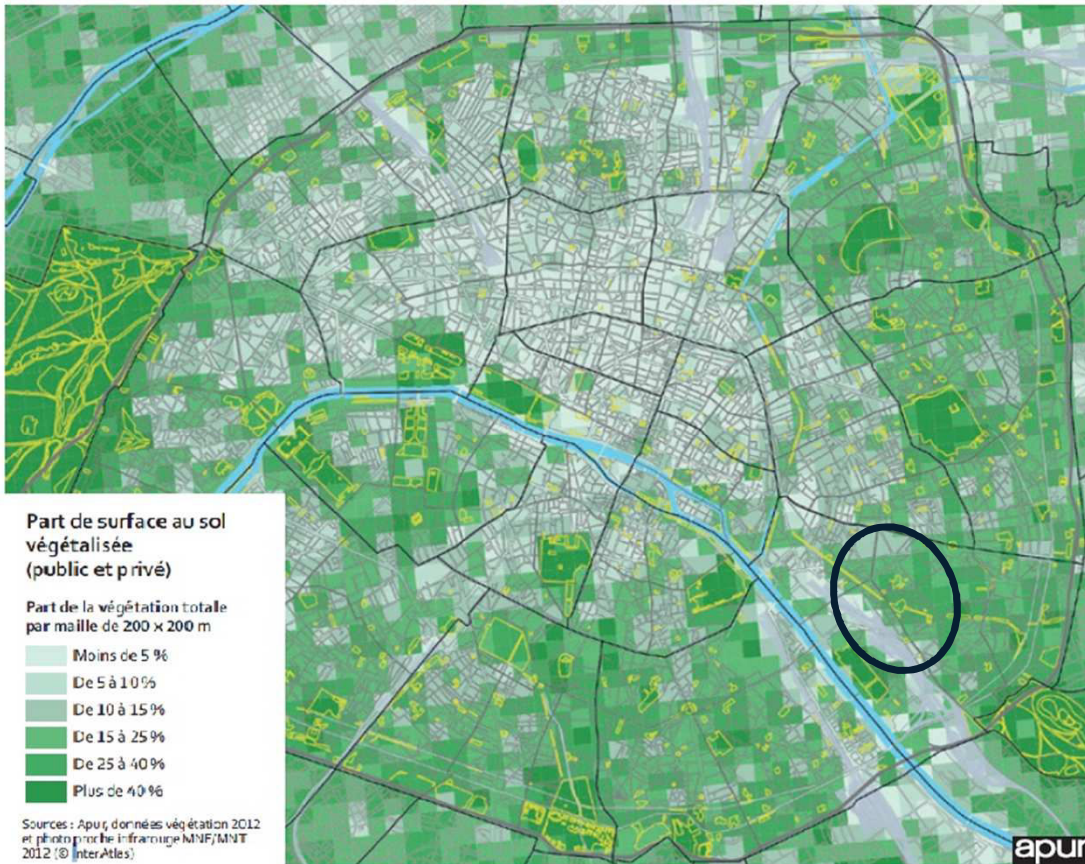 Part de surface au sol
végétalisée
(public et privé)
Part de la végétation totale
par maille de 200 x 200 m
Moins de 5 %
De 5 à 10 %
De 10 à 15 %
De 15 à 25 %
De 25 à 40 %
Plus de 40 %
Sources : Apur, données végétation 2012
et photo proche infrarouge MNE/MNT
2012 (© InterAtlas)
apur